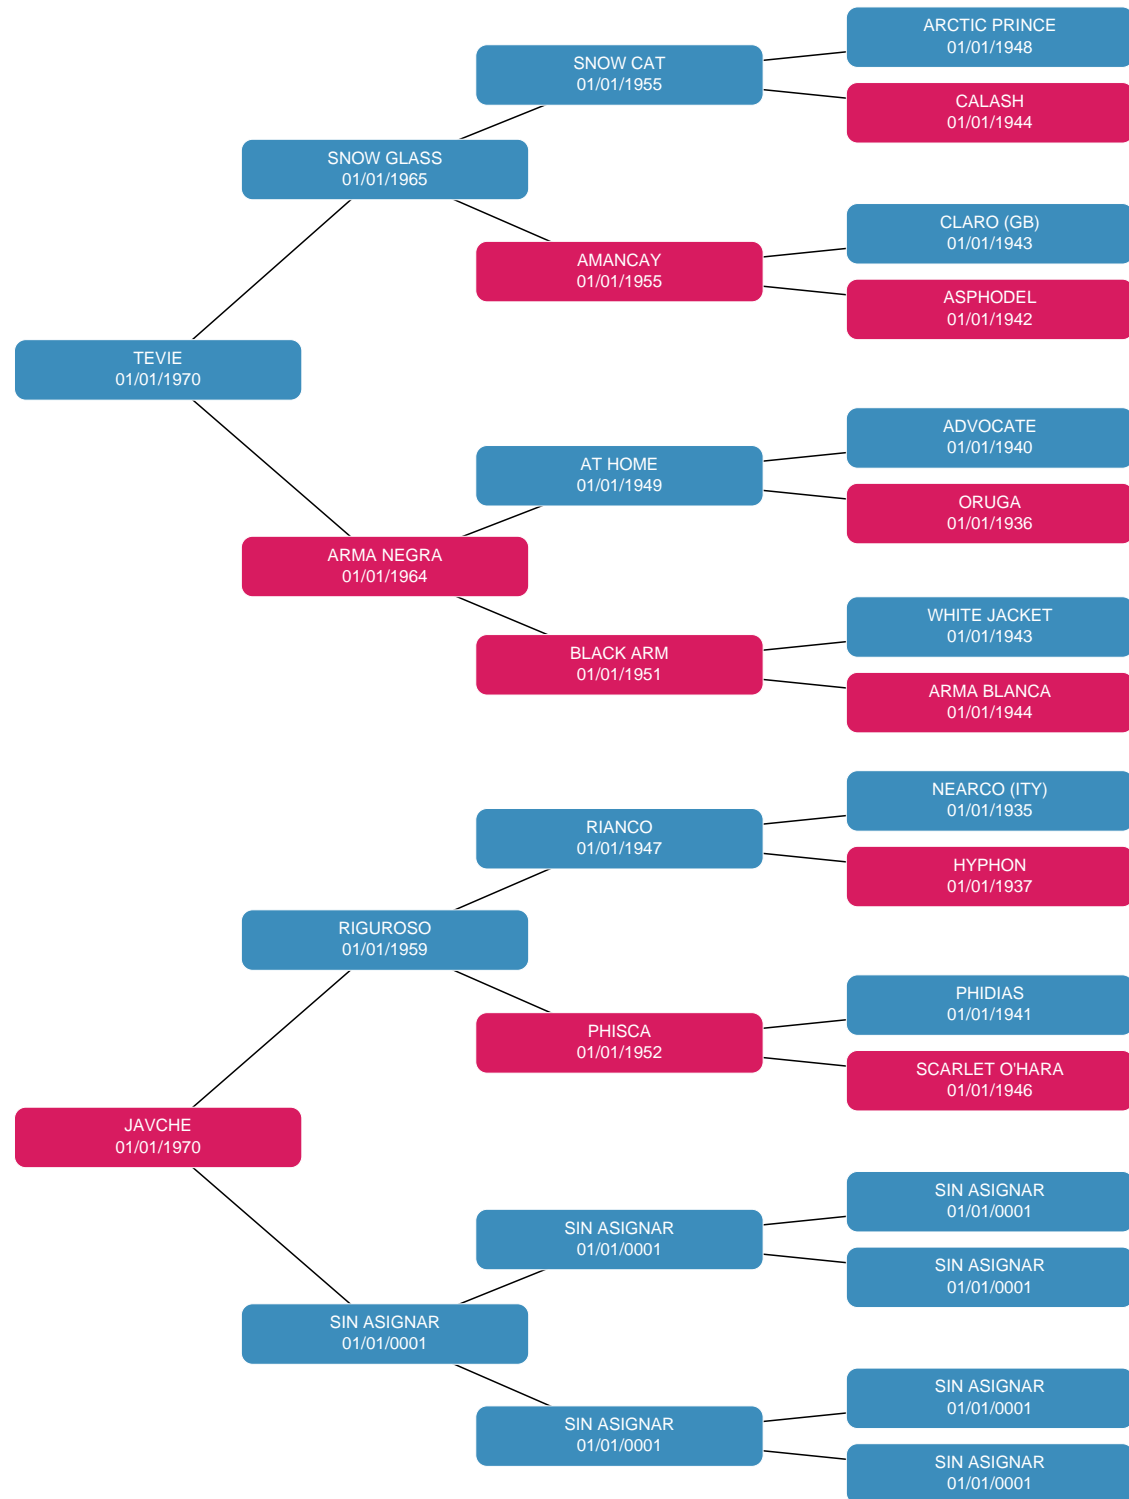 ARCTIC PRINCE
01/01/1948
SNOW CAT
01/01/1955
CALASH
01/01/1944
SNOW GLASS
01/01/1965
CLARO (GB)
01/01/1943
AMANCAY
01/01/1955
ASPHODEL
01/01/1942
TEVIE
01/01/1970
ADVOCATE
01/01/1940
AT HOME
01/01/1949
ORUGA
01/01/1936
ARMA NEGRA
01/01/1964
WHITE JACKET
01/01/1943
BLACK ARM
01/01/1951
ARMA BLANCA
01/01/1944
NEARCO (ITY)
01/01/1935
RIANCO
01/01/1947
HYPHON
01/01/1937
RIGUROSO
01/01/1959
PHIDIAS
01/01/1941
PHISCA
01/01/1952
SCARLET O'HARA
01/01/1946
JAVCHE
01/01/1970
SIN ASIGNAR
01/01/0001
SIN ASIGNAR
01/01/0001
SIN ASIGNAR
01/01/0001
SIN ASIGNAR
01/01/0001
SIN ASIGNAR
01/01/0001
SIN ASIGNAR
01/01/0001
SIN ASIGNAR
01/01/0001